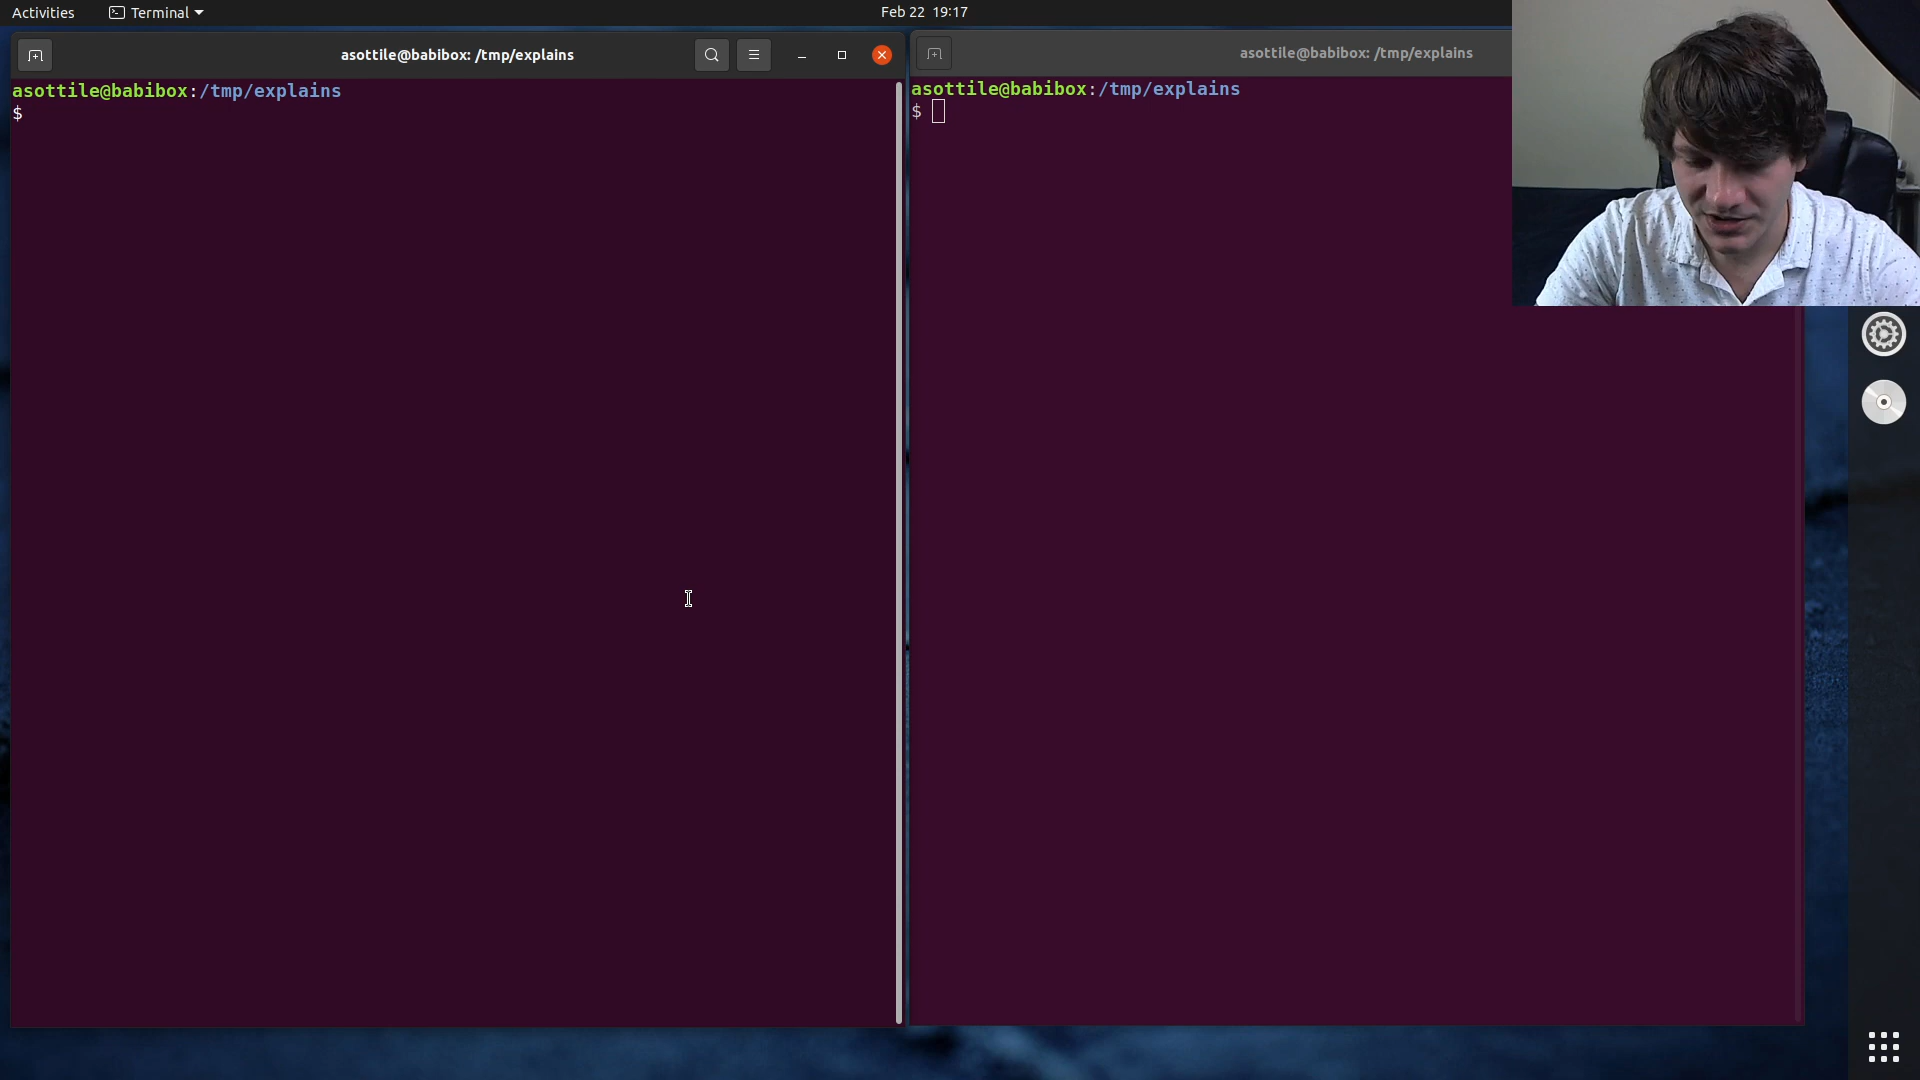 Activities
Terminal
Feb 22 19:17
asottile@babibox: /tmp/explains
asottile@babibox:/tmp/explains
$
asottile@babibox: /tmp/explains
asottile@babibox:/tmp/explains
$